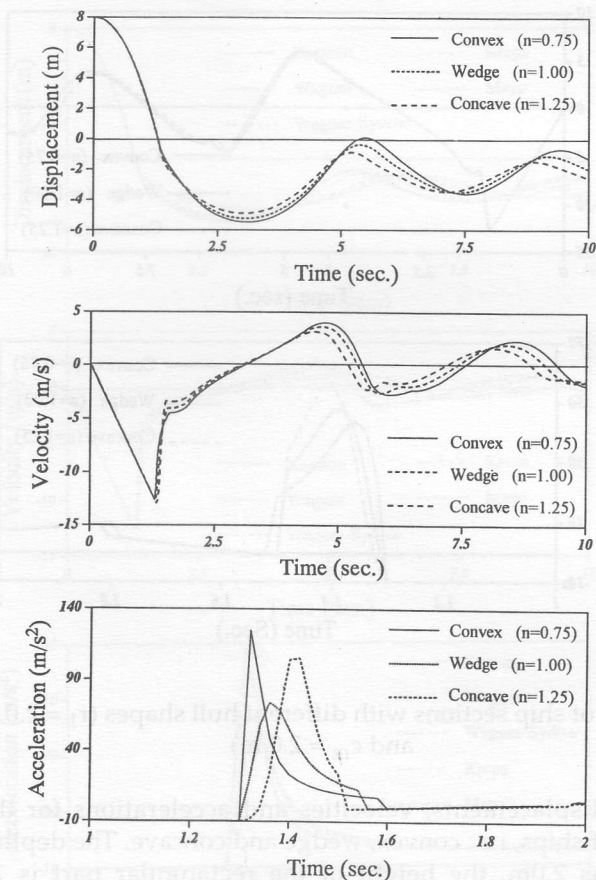 8
6
4
2
0
-2
-4
-6
Displacement (m)
Convex (n=0.75)
Wedge (n=1.00)
Concave (n=1.25)
0
2.5
5
7.5
10
Time (sec.)
5
0
-5
-10
-15
Velocity (m/s)
Convex (n=0.75)
Wedge (n=1.00)
Concave (n=1.25)
0
2.5
5
7.5
10
Time (sec.)
140
90
40
-10
Acceleration (m/s²)
Convex (n=0.75)
Wedge (n=1.00)
Concave (n=1.25)
1
1.2
1.4
1.6
1.8
2
Time (sec.)